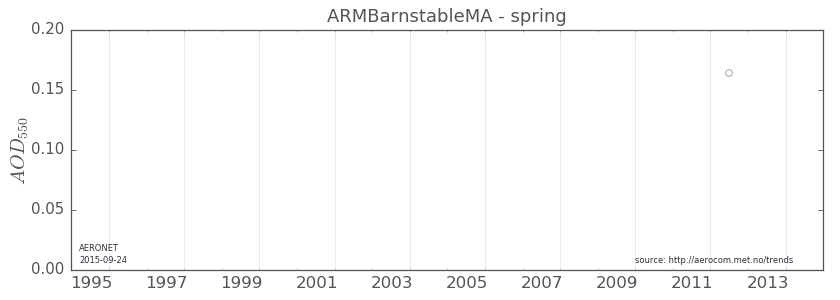 ARMBarnstableMA - spring
0.20
0.15
0.10
0.05
0.00
AOD550
AERONET
2015-09-24
source: http://aerocom.met.no/trends
1995 1997 1999 2001 2003 2005 2007 2009 2011 2013